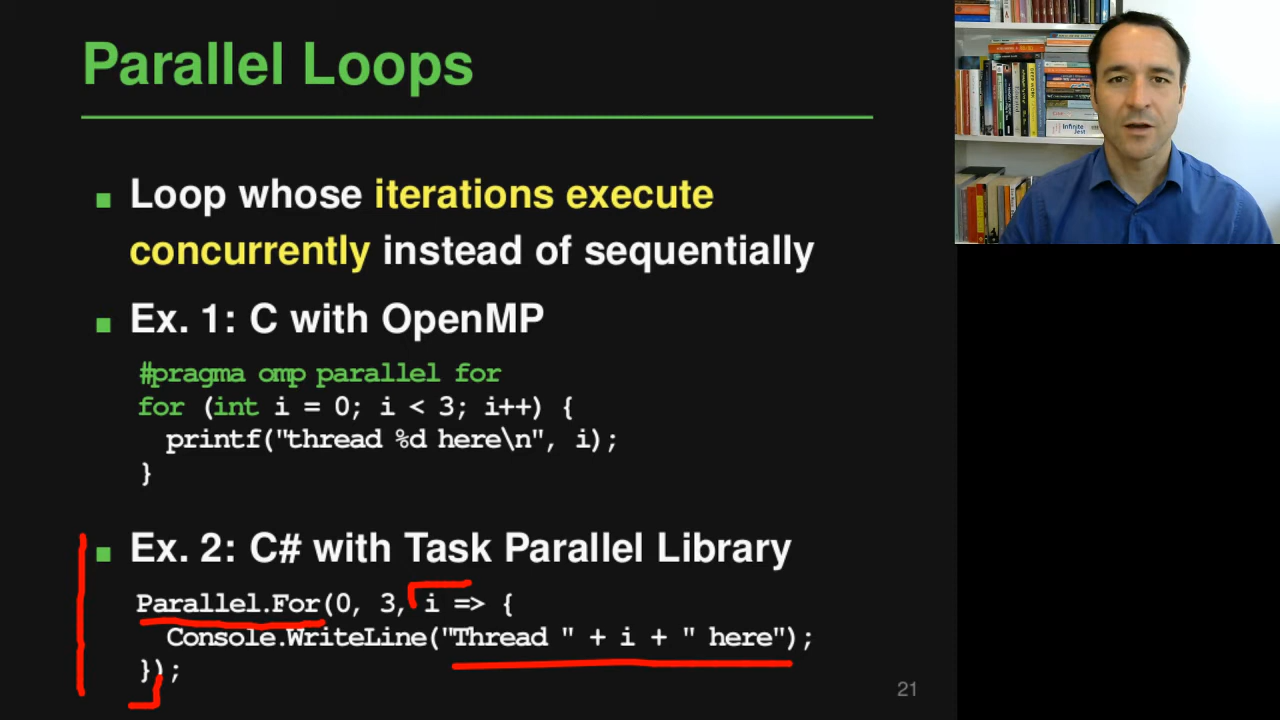 Parallel Loops
Loop whose iterations execute
concurrently instead of sequentially
Ex. 1: C with OpenMP
#pragma omp parallel for
for (int i = 0; i < 3; i++) {
printf("thread %d here\n", i);
}
Ex. 2: C# with Task Parallel Library
Parallel.For(0, 3, i => {
Console.WriteLine("Thread " + i + " here");
});
21
Infinite
Jest